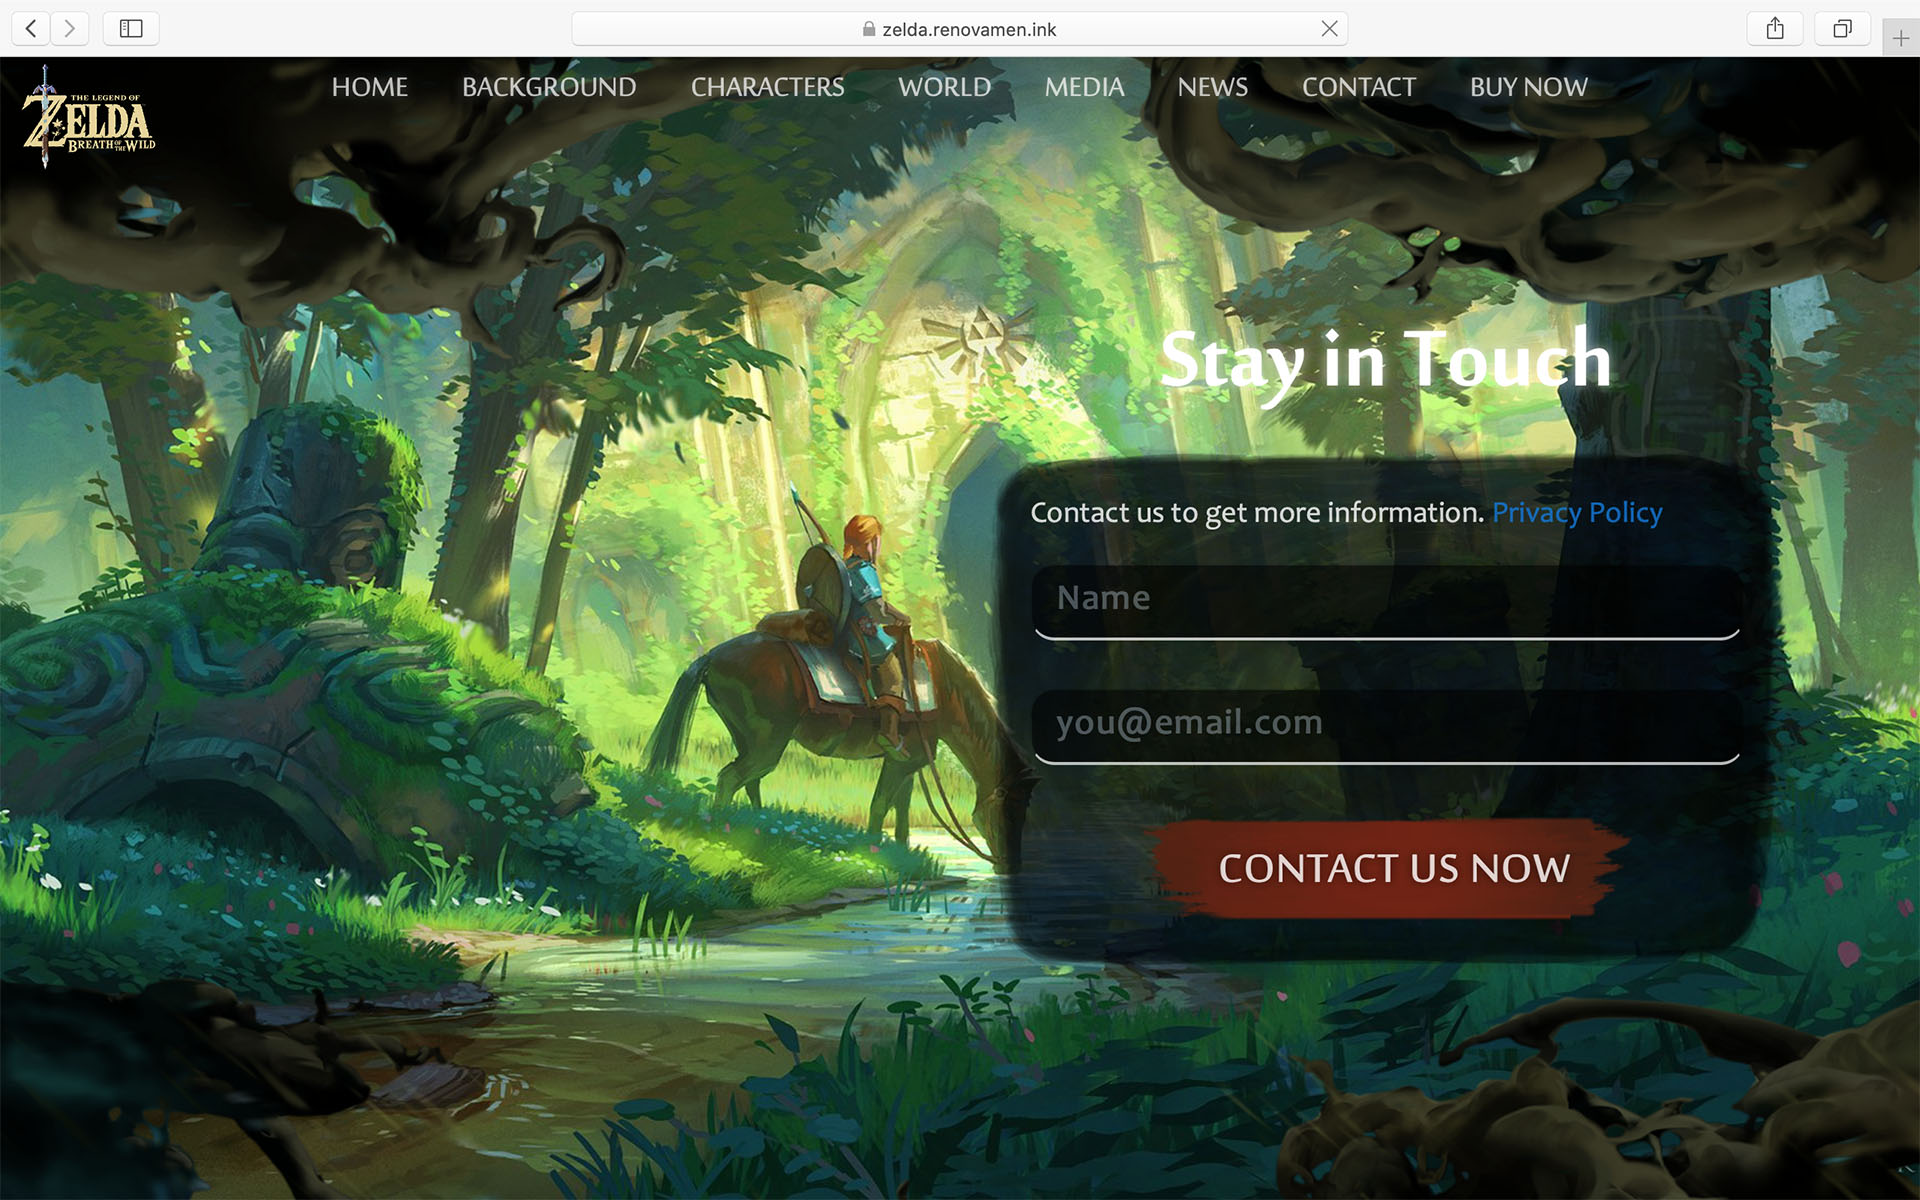 zelda.renovamen.ink
THE LEGEND OF
ZELDA
BREATH OF THE WILD
HOME BACKGROUND CHARACTERS WORLD MEDIA NEWS CONTACT BUY NOW
Stay in Touch
Contact us to get more information. Privacy Policy
Name
you@email.com
CONTACT US NOW